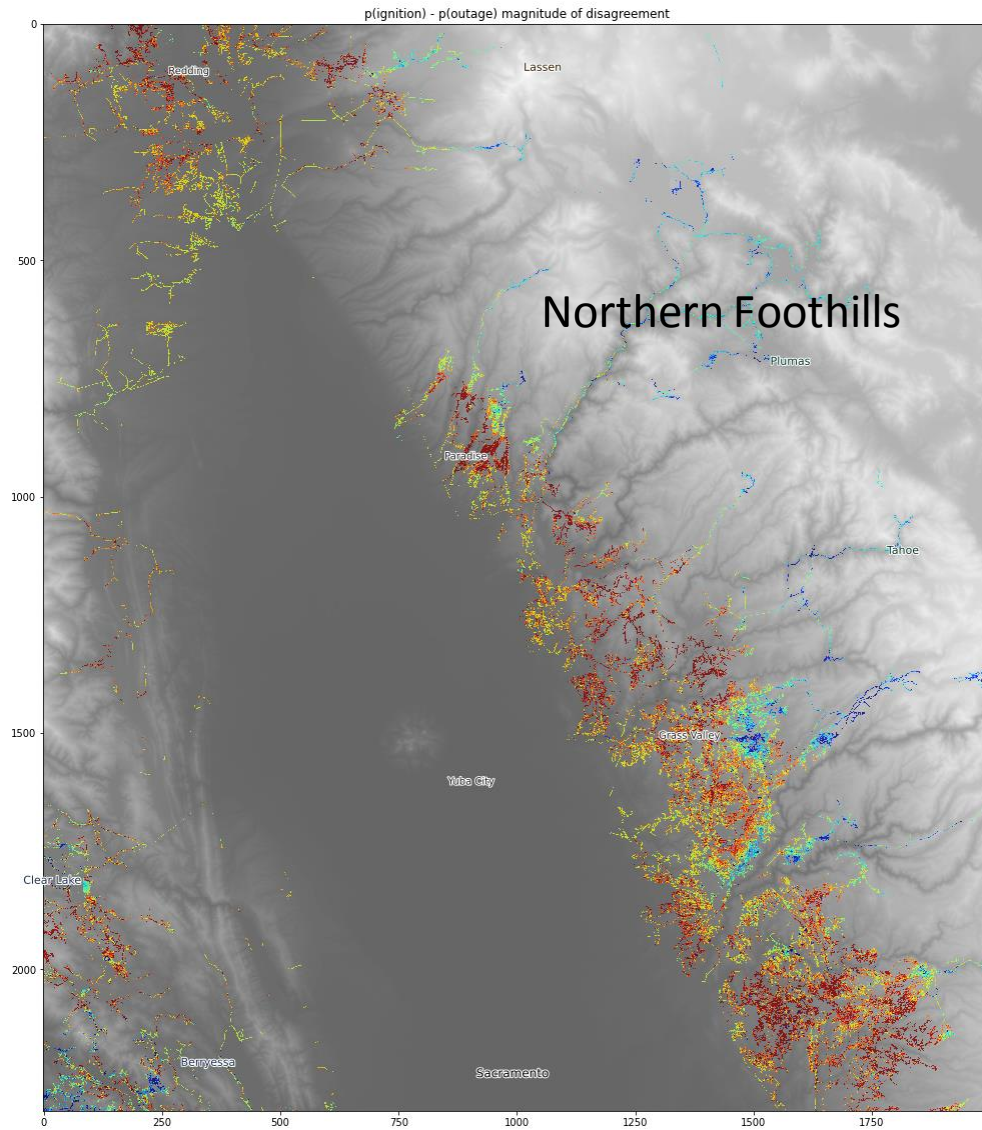 p(ignition) - p(outage) magnitude of disagreement
0
Redding
Lassen
500
Northern Foothills
Plumas
Paradise
1000
Tahoe
1500
Grass Valley
Yuba City
Clear Lake
2000
Berryessa
Sacramento
0 250 500 750 1000 1250 1500 1750